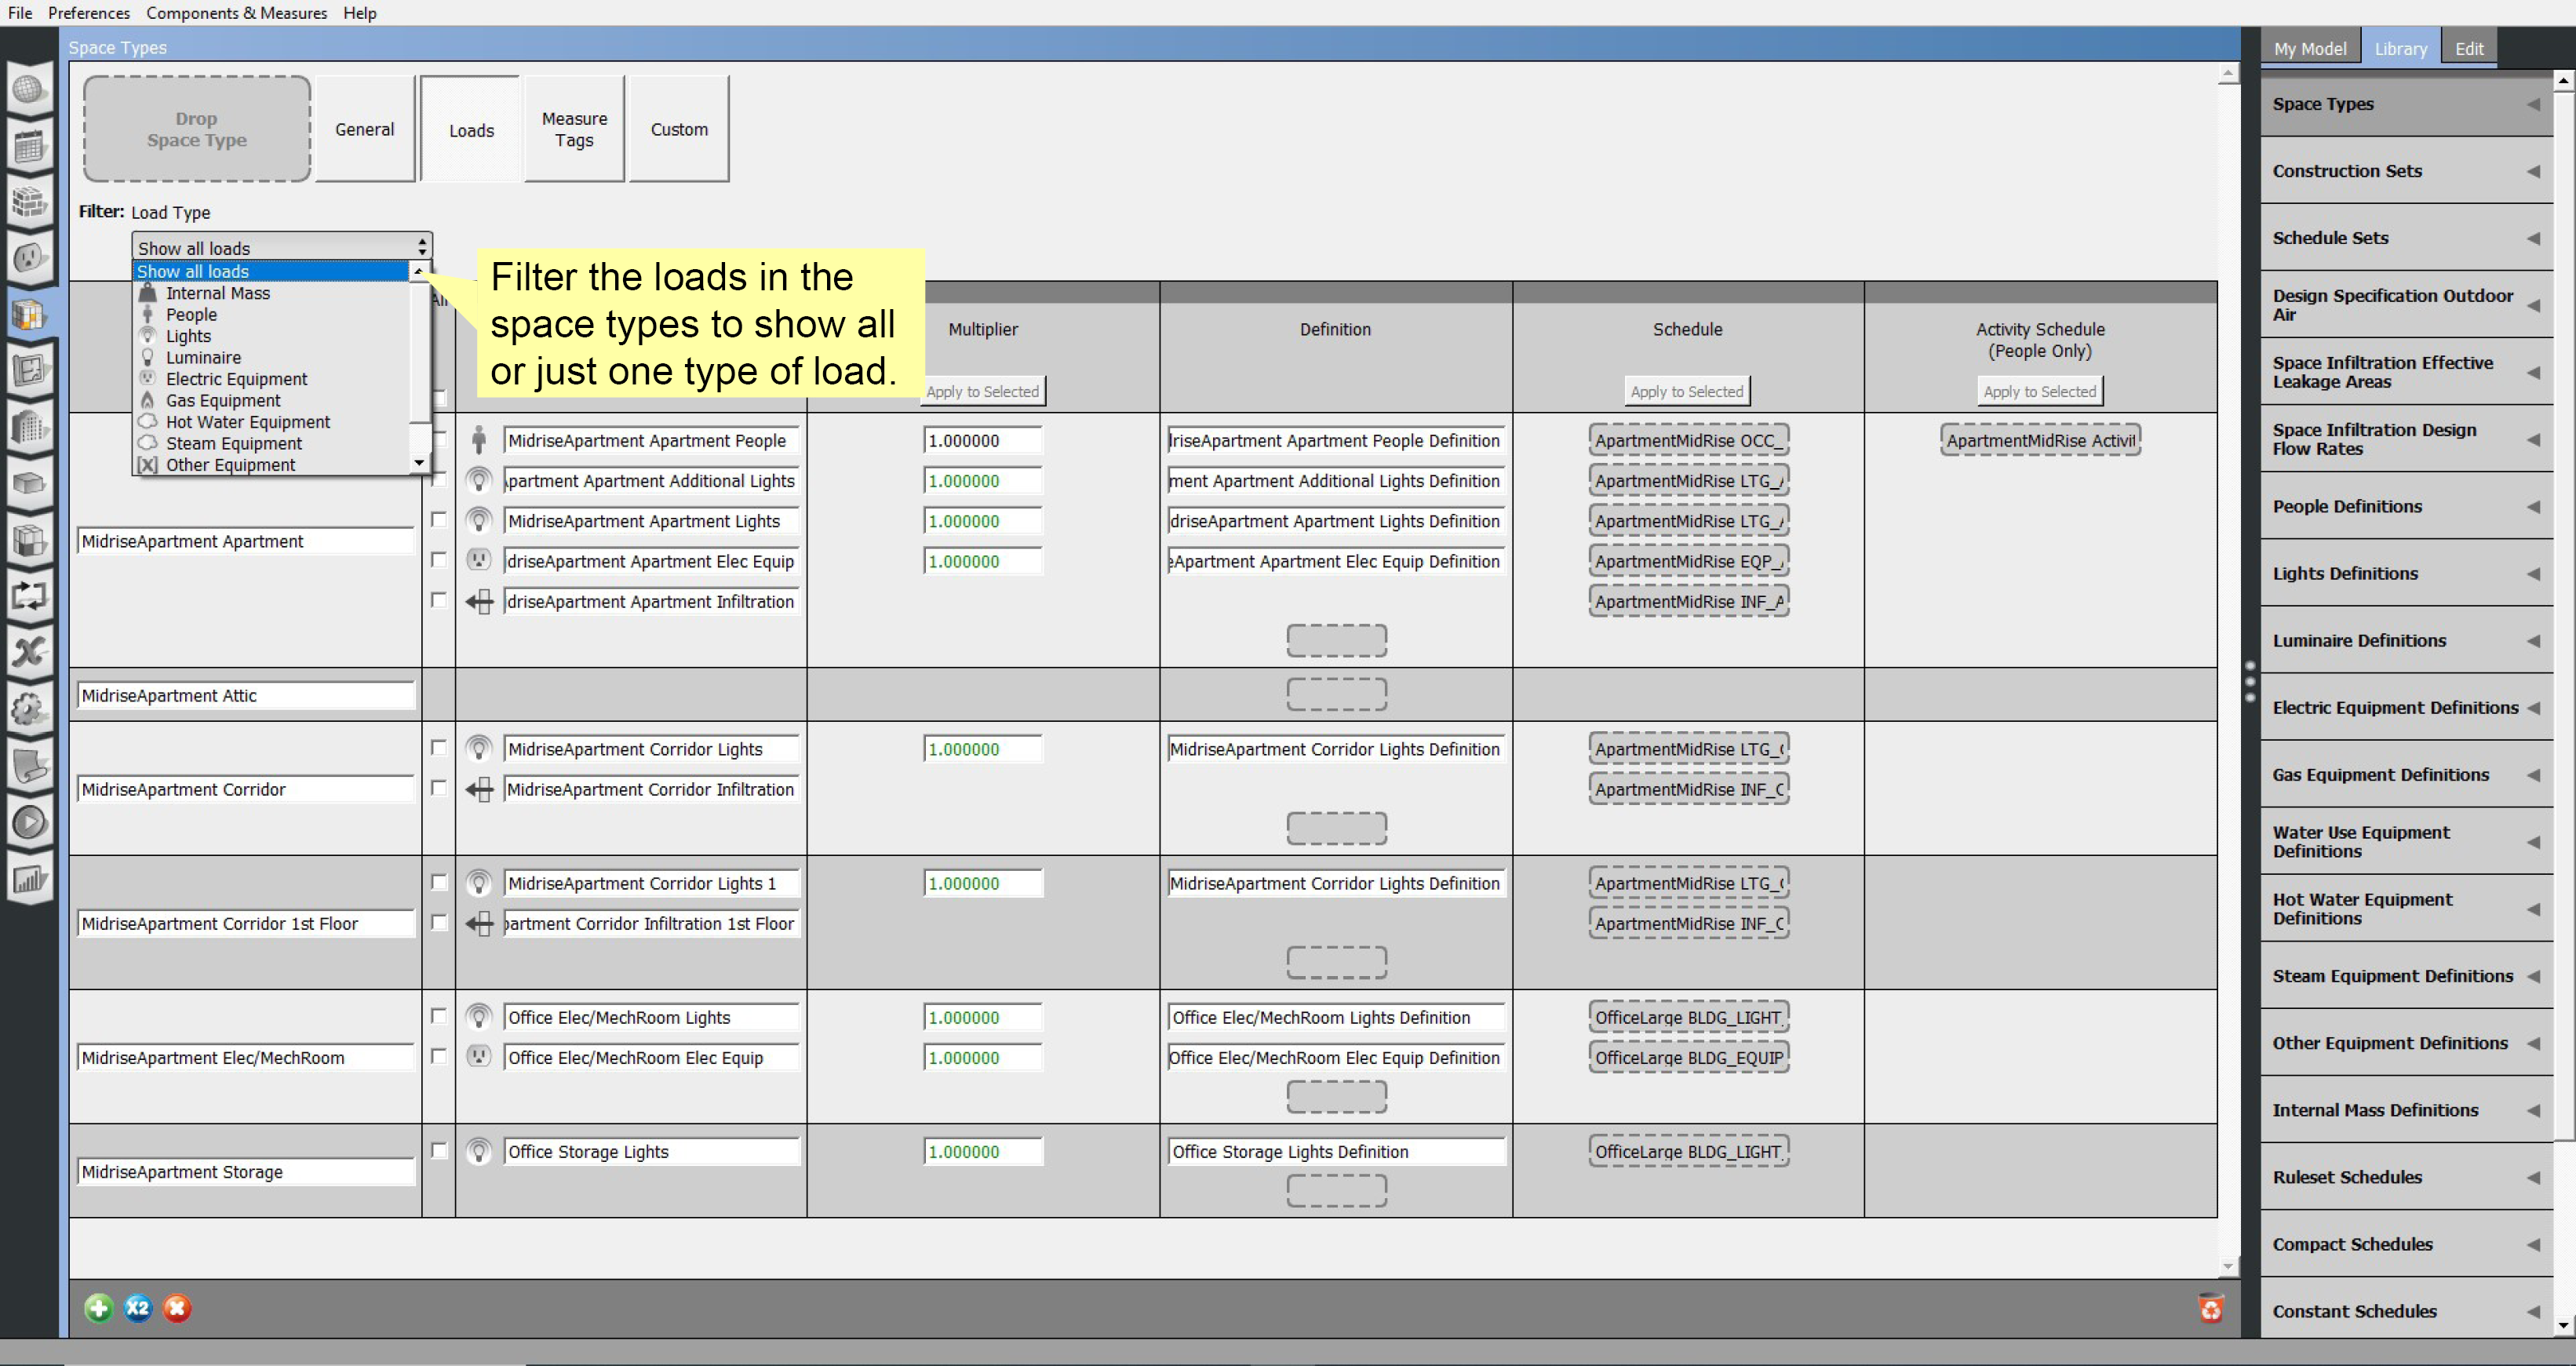 File Preferences Components & Measures Help
Space Types
My Model Library Edit
Drop
Space Type
General
Loads
Measure
Tags
Custom
Filter: Load Type
Show all loads
Show all loads
Internal Mass
People
Lights
Luminaire
Electric Equipment
Gas Equipment
Hot Water Equipment
Steam Equipment
Other Equipment
Filter the loads in the
space types to show all
or just one type of load.
All
Multiplier
Definition
Schedule
Activity Schedule
(People Only)
Apply to Selected
Apply to Selected
Apply to Selected
MidriseApartment Apartment
MidriseApartment Apartment People 1.000000 lriseApartment Apartment People Definition ApartmentMidRise OCC_ ApartmentMidRise Activit
partment Apartment Additional Lights 1.000000 ment Apartment Additional Lights Definition ApartmentMidRise LTG_
MidriseApartment Apartment Lights 1.000000 driseApartment Apartment Lights Definition ApartmentMidRise LTG_
driseApartment Apartment Elec Equip 1.000000 eApartment Apartment Elec Equip Definition ApartmentMidRise EQP_
driseApartment Apartment Infiltration ApartmentMidRise INF_A
MidriseApartment Attic
MidriseApartment Corridor
MidriseApartment Corridor Lights 1.000000 MidriseApartment Corridor Lights Definition ApartmentMidRise LTG_C
MidriseApartment Corridor Infiltration ApartmentMidRise INF_C
MidriseApartment Corridor 1st Floor
MidriseApartment Corridor Lights 1 1.000000 MidriseApartment Corridor Lights Definition ApartmentMidRise LTG_C
partment Corridor Infiltration 1st Floor ApartmentMidRise INF_C
MidriseApartment Elec/MechRoom
Office Elec/MechRoom Lights 1.000000 Office Elec/MechRoom Lights Definition OfficeLarge BLDG_LIGHT_
Office Elec/MechRoom Elec Equip 1.000000 Office Elec/MechRoom Elec Equip Definition OfficeLarge BLDG_EQUIP
MidriseApartment Storage
Office Storage Lights 1.000000 Office Storage Lights Definition OfficeLarge BLDG_LIGHT_
X2
Space Types
Construction Sets
Schedule Sets
Design Specification Outdoor
Air
Space Infiltration Effective
Leakage Areas
Space Infiltration Design
Flow Rates
People Definitions
Lights Definitions
Luminaire Definitions
Electric Equipment Definitions
Gas Equipment Definitions
Water Use Equipment
Definitions
Hot Water Equipment
Definitions
Steam Equipment Definitions
Other Equipment Definitions
Internal Mass Definitions
Ruleset Schedules
Compact Schedules
Constant Schedules